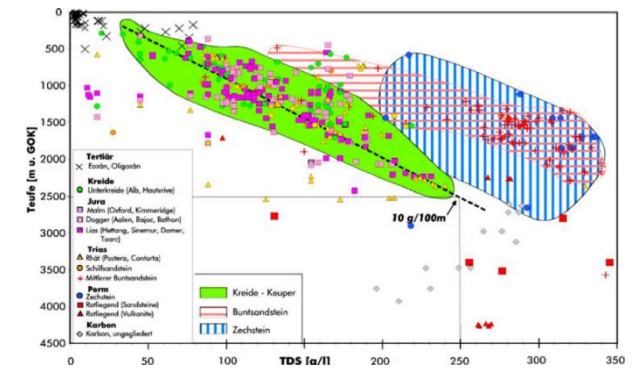 Teufe [m u. GOK]
0
500
1000
1500
2000
2500
3000
3500
4000
4500
Tertiär
Eozän, Oligozän
Kreide
Unterkreide (Alb, Hauterive)
Jura
Malm (Oxford, Kimmeridge)
Dogger (Aalen, Bajoc, Bathon)
Lias (Hettang, Sinemur, Domer,
Toarc)
Trias
Rhät (Postera, Contorta)
Schilfsandstein
Mittlerer Buntsandstein
Perm
Zechstein
Rotliegend (Sandsteine)
Rotliegend (Vulkanite)
Karbon
Karbon, ungegliedert
Kreide - Keuper
Buntsandstein
Zechstein
10 g/100m
0 50 100 150 200 250 300 350
TDS [g/l]